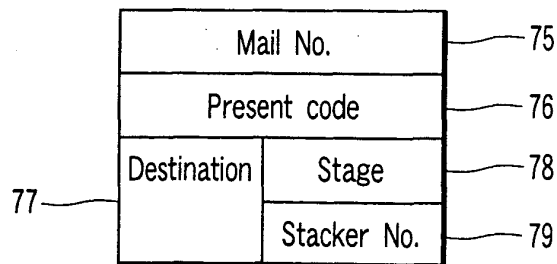 Mail No. 75
Present code 76
Destination Stage 78
77
Stacker No. 79